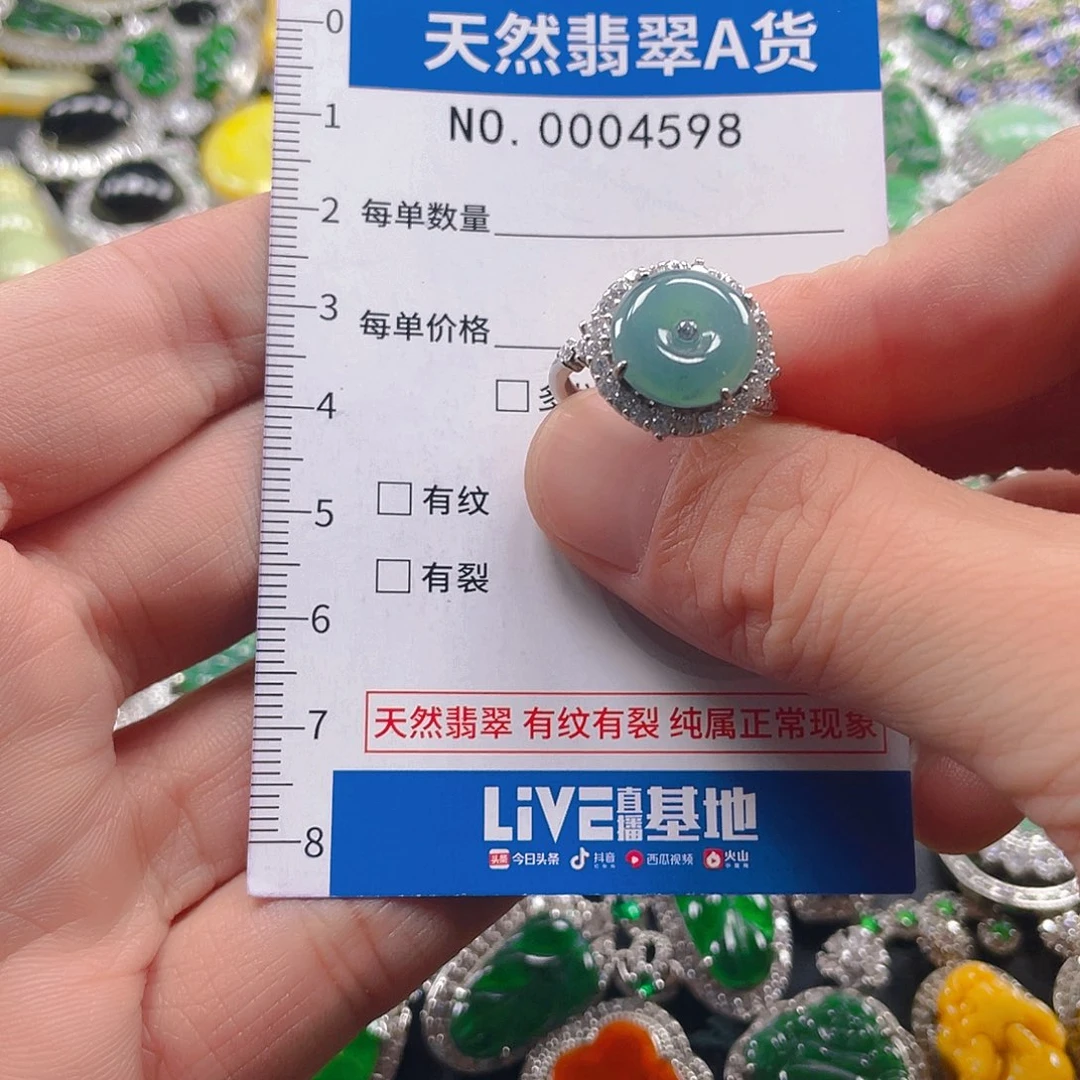 天然翡翠A货
NO. 0004598
每单数量
每单价格
□
□ 有纹
□ 有裂
天然翡翠 有纹有裂 纯属正常现象
LiVE直播基地
头条 今日头条 抖音 西瓜视频 火山
0
1
2
3
4
5
6
7
8